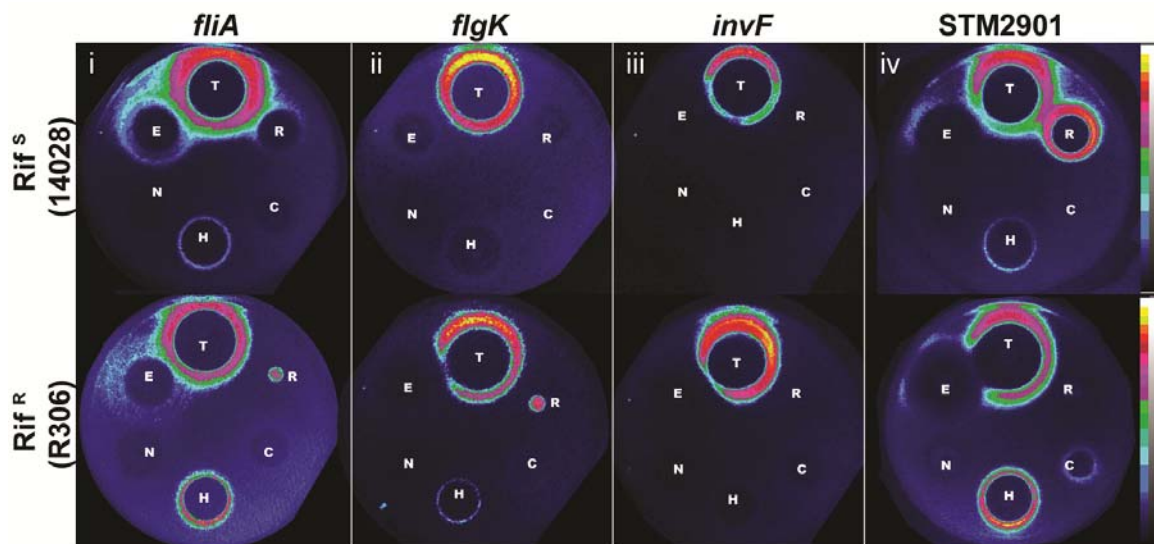 fliA flgK invF STM2901
Rif S
(14028)
i ii iii iv
T T T T
E R E R E R E R
N C N C N C N C
H H H H
Rif R
(R306)
T T T T
E R E R E R E R
N C N C N C N C
H H H H